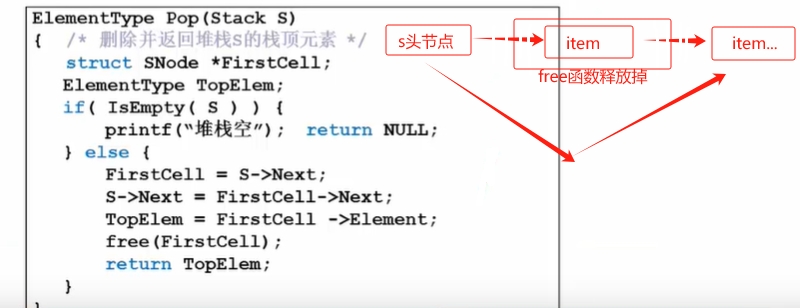 ElementType Pop(Stack S)
{ /* 删除并返回堆栈S的栈顶元素 */
struct SNode *FirstCell;
ElementType TopElem;
if( IsEmpty( S ) ) {
printf(“堆栈空”); return NULL;
} else {
FirstCell = S->Next;
S->Next = FirstCell->Next;
TopElem = FirstCell ->Element;
free(FirstCell);
return TopElem;
}
}
s头节点
item
item...
free函数释放掉